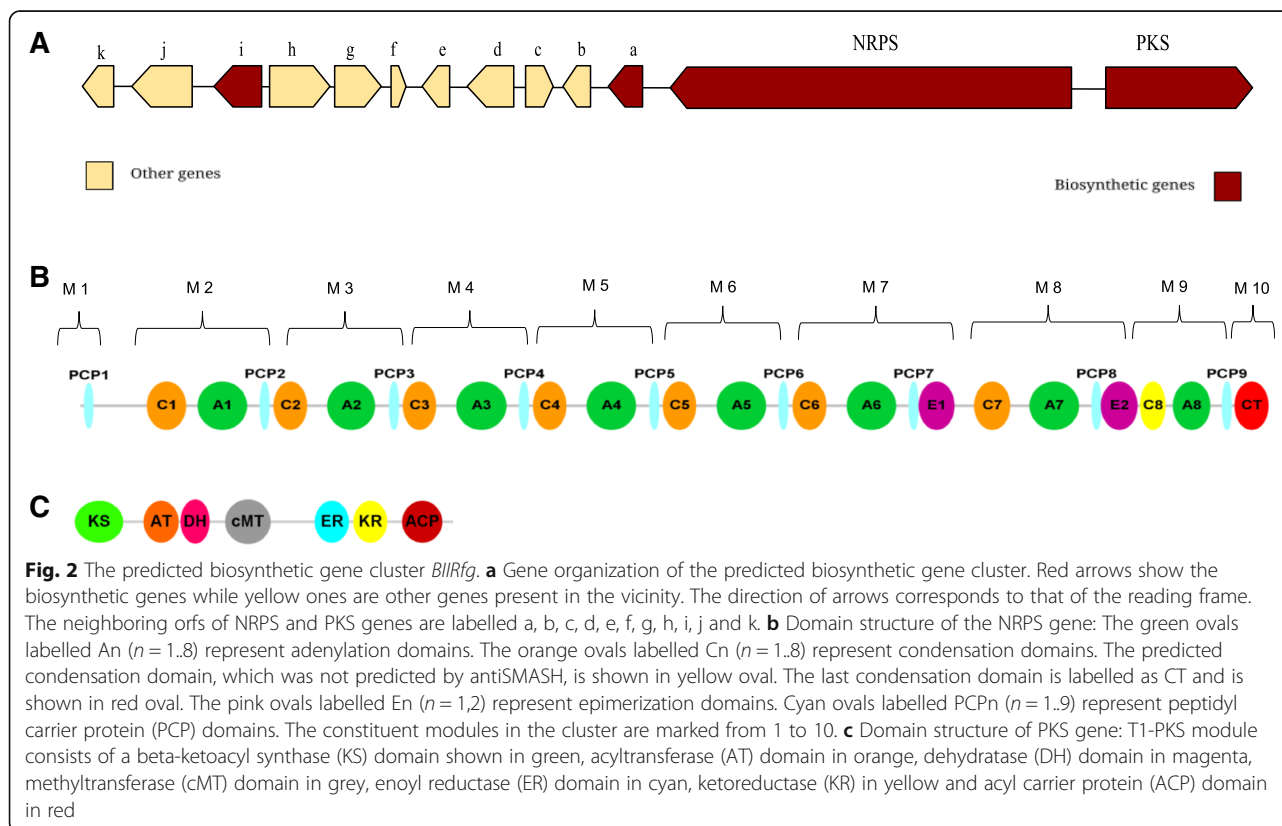 A
k j i h g f e d c b a NRPS PKS
Other genes
Biosynthetic genes
B
M 1 M 2 M 3 M 4 M 5 M 6 M 7 M 8 M 9 M 10
PCP1 PCP2 PCP3 PCP4 PCP5 PCP6 PCP7 PCP8 PCP9
C1 A1 C2 A2 C3 A3 C4 A4 C5 A5 C6 A6 E1 C7 A7 E2 C8 A8 CT
C
KS AT DH cMT ER KR ACP
Fig. 2 The predicted biosynthetic gene cluster BIIRfg. a Gene organization of the predicted biosynthetic gene cluster. Red arrows show the
biosynthetic genes while yellow ones are other genes present in the vicinity. The direction of arrows corresponds to that of the reading frame.
The neighboring orfs of NRPS and PKS genes are labelled a, b, c, d, e, f, g, h, i, j and k. b Domain structure of the NRPS gene: The green ovals
labelled An (n = 1..8) represent adenylation domains. The orange ovals labelled Cn (n = 1..8) represent condensation domains. The predicted
condensation domain, which was not predicted by antiSMASH, is shown in yellow oval. The last condensation domain is labelled as CT and is
shown in red oval. The pink ovals labelled En (n = 1,2) represent epimerization domains. Cyan ovals labelled PCPn (n = 1..9) represent peptidyl
carrier protein (PCP) domains. The constituent modules in the cluster are marked from 1 to 10. c Domain structure of PKS gene: T1-PKS module
consists of a beta-ketoacyl synthase (KS) domain shown in green, acyltransferase (AT) domain in orange, dehydratase (DH) domain in magenta,
methyltransferase (cMT) domain in grey, enoyl reductase (ER) domain in cyan, ketoreductase (KR) in yellow and acyl carrier protein (ACP) domain
in red